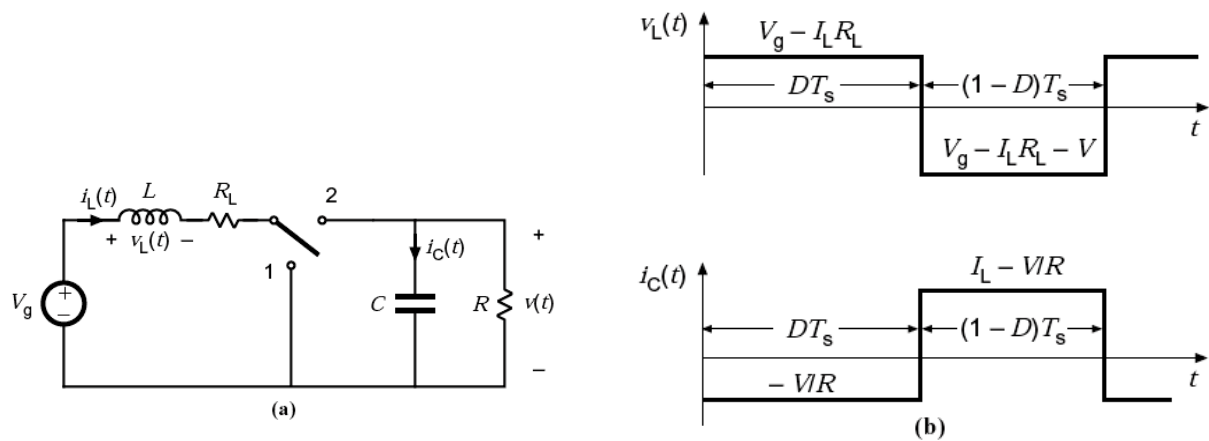 i_L(t)
L
R_L
2
+ v_L(t) −
i_C(t)
+
1
V_g
+
−
C
R
v(t)
−
(a)
v_L(t)
V_g − I_L R_L
DT_s
(1 − D)T_s
t
V_g − I_L R_L − V
i_C(t)
I_L − V/R
DT_s
(1 − D)T_s
t
− V/R
(b)